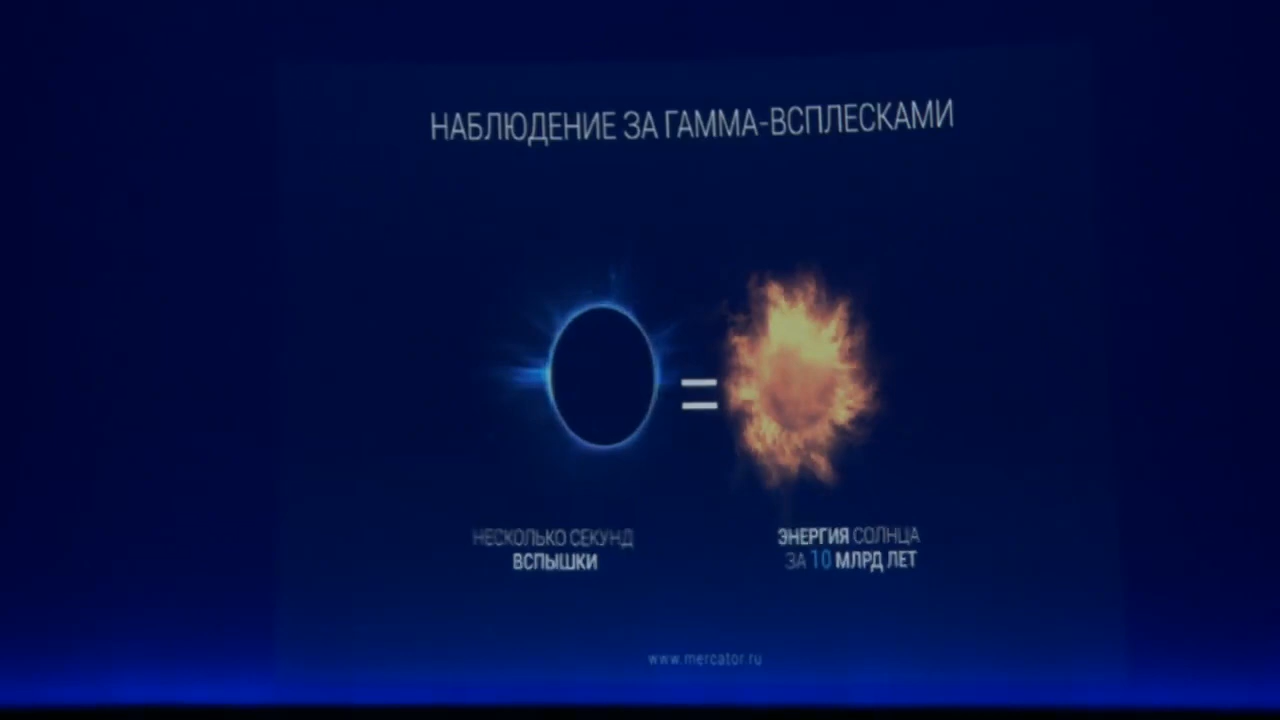 НАБЛЮДЕНИЕ ЗА ГАММА-ВСПЛЕСКАМИ
=
НЕСКОЛЬКО СЕКУНД
ВСПЫШКИ
ЭНЕРГИЯ СОЛНЦА
ЗА 10 МЛРД ЛЕТ
www.mercator.ru